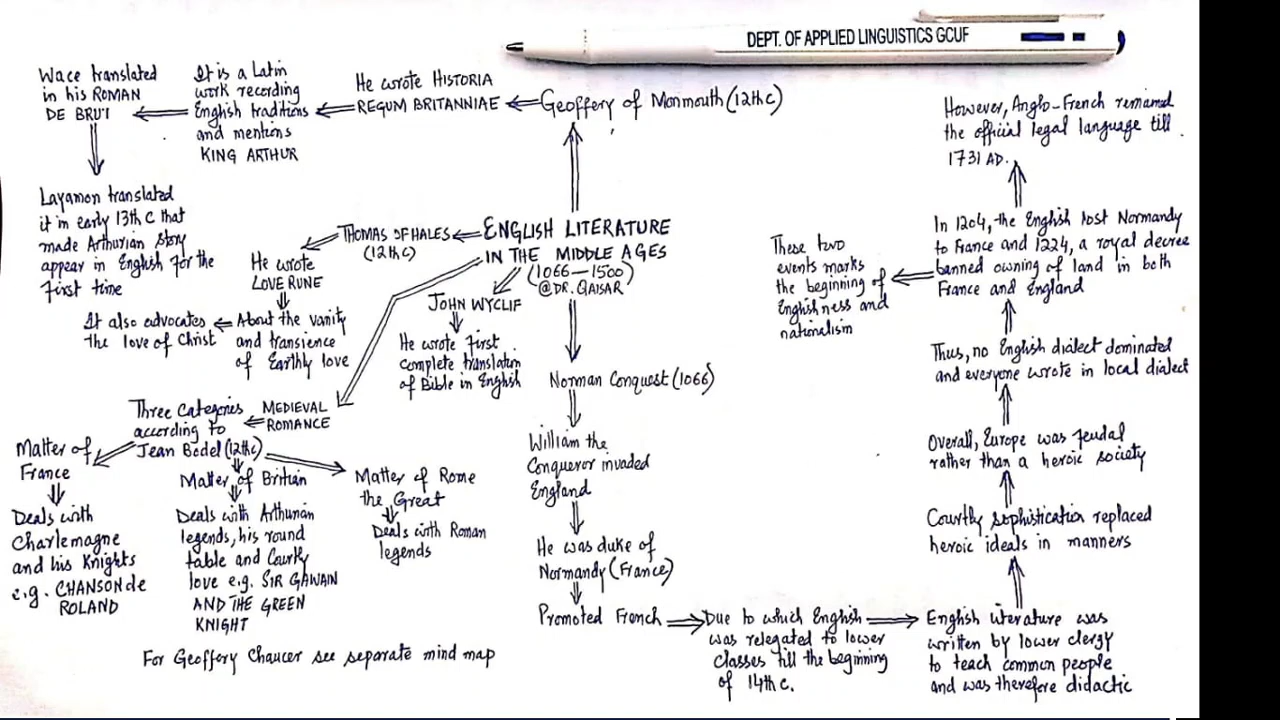 DEPT. OF APPLIED LINGUISTICS GCUF
Wace translated
in his ROMAN
DE BRU'I
It is a Latin
work recording
English traditions
and mentions
KING ARTHUR
He wrote HISTORIA
REGUM BRITANNIAE
Geoffery of Monmouth (12th c)
Layamon translated
it in early 13th C that
made Arthurian story
appear in English for the
first time
THOMAS OF HALES
(12th c)
ENGLISH LITERATURE
IN THE MIDDLE AGES
(1066-1500)
@DR. QAISAR
He wrote
LOVE RUNE
About the vanity
and transience
of Earthly love
It also advocates
the love of Christ
JOHN WYCLIF
He wrote first
complete translation
of Bible in English
MEDIEVAL
ROMANCE
Three Categories
according to
Jean Bodel (12th c)
Matter of
France
Deals with
Charlemagne
and his Knights
e.g. CHANSON de
ROLAND
Matter of Britian
Deals with Arthurian
legends, his round
table and Courtly
love e.g. SIR GAWAIN
AND THE GREEN
KNIGHT
Matter of Rome
the Great
Deals with Roman
legends
For Geoffery Chaucer see separate mind map
Norman Conquest (1066)
William the
Conqueror invaded
England
He was duke of
Normandy (France)
Promoted French
Due to which English
was relegated to lower
classes till the beginning
of 14th c.
English literature was
written by lower clergy
to teach common people
and was therefore didactic
Courtly sophistication replaced
heroic ideals in manners
Overall, Europe was feudal
rather than a heroic society
Thus, no English dialect dominated
and everyone wrote in local dialect
In 1204, the English lost Normandy
to France and 1224, a royal decree
banned owning of land in both
France and England
These two
events marks
the beginning of
Englishness and
nationalism
However, Anglo-French remained
the official legal language till
1731 AD.